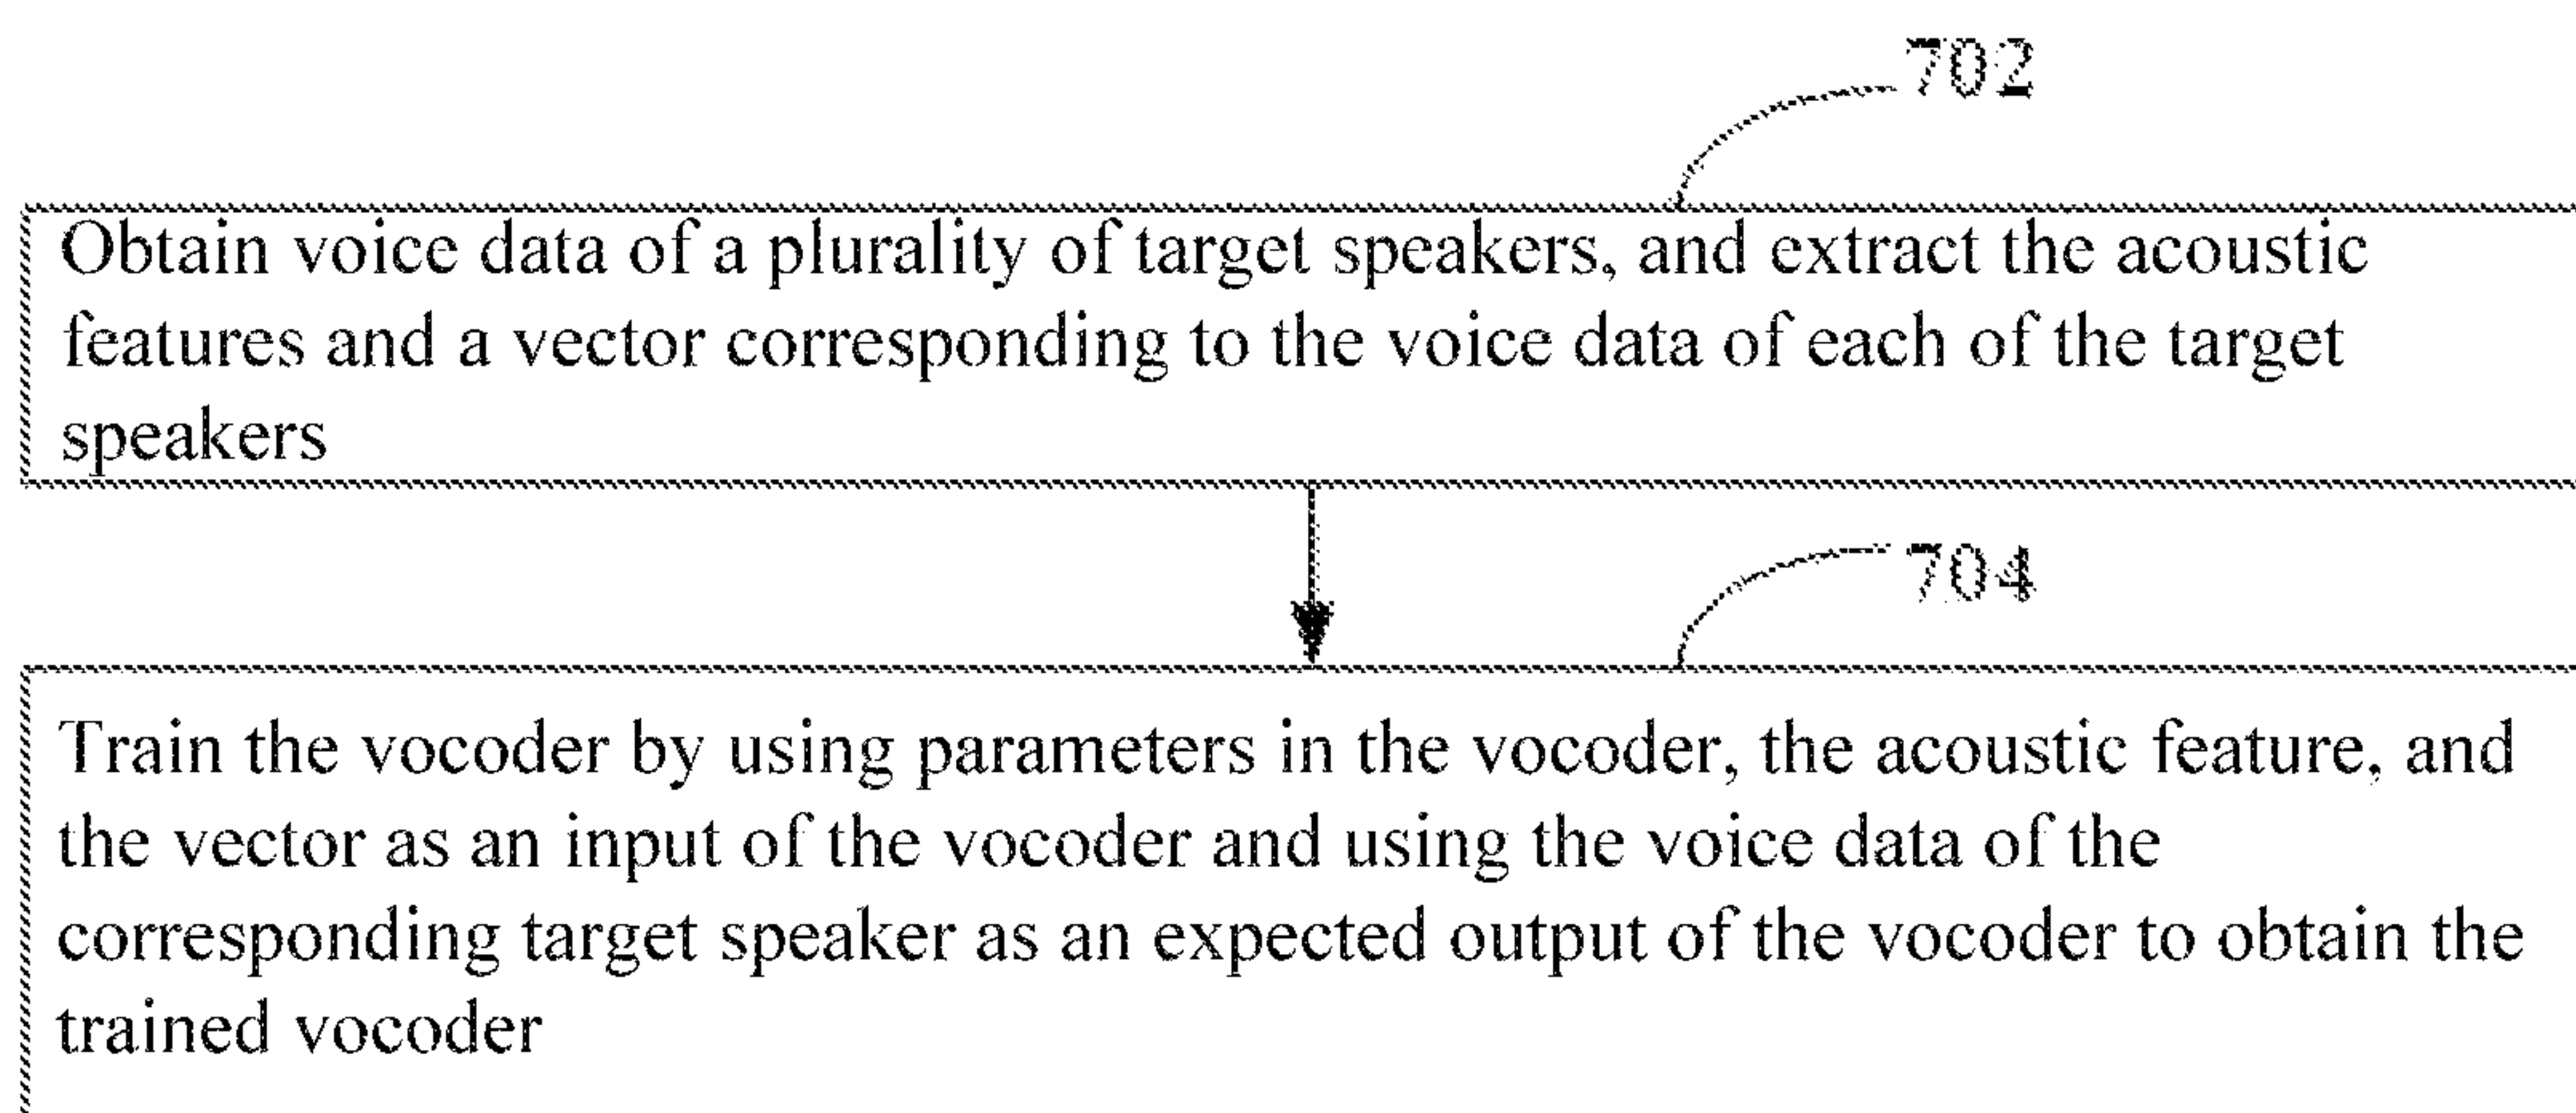 702
Obtain voice data of a plurality of target speakers, and extract the acoustic
features and a vector corresponding to the voice data of each of the target
speakers
704
Train the vocoder by using parameters in the vocoder, the acoustic feature, and
the vector as an input of the vocoder and using the voice data of the
corresponding target speaker as an expected output of the vocoder to obtain the
trained vocoder